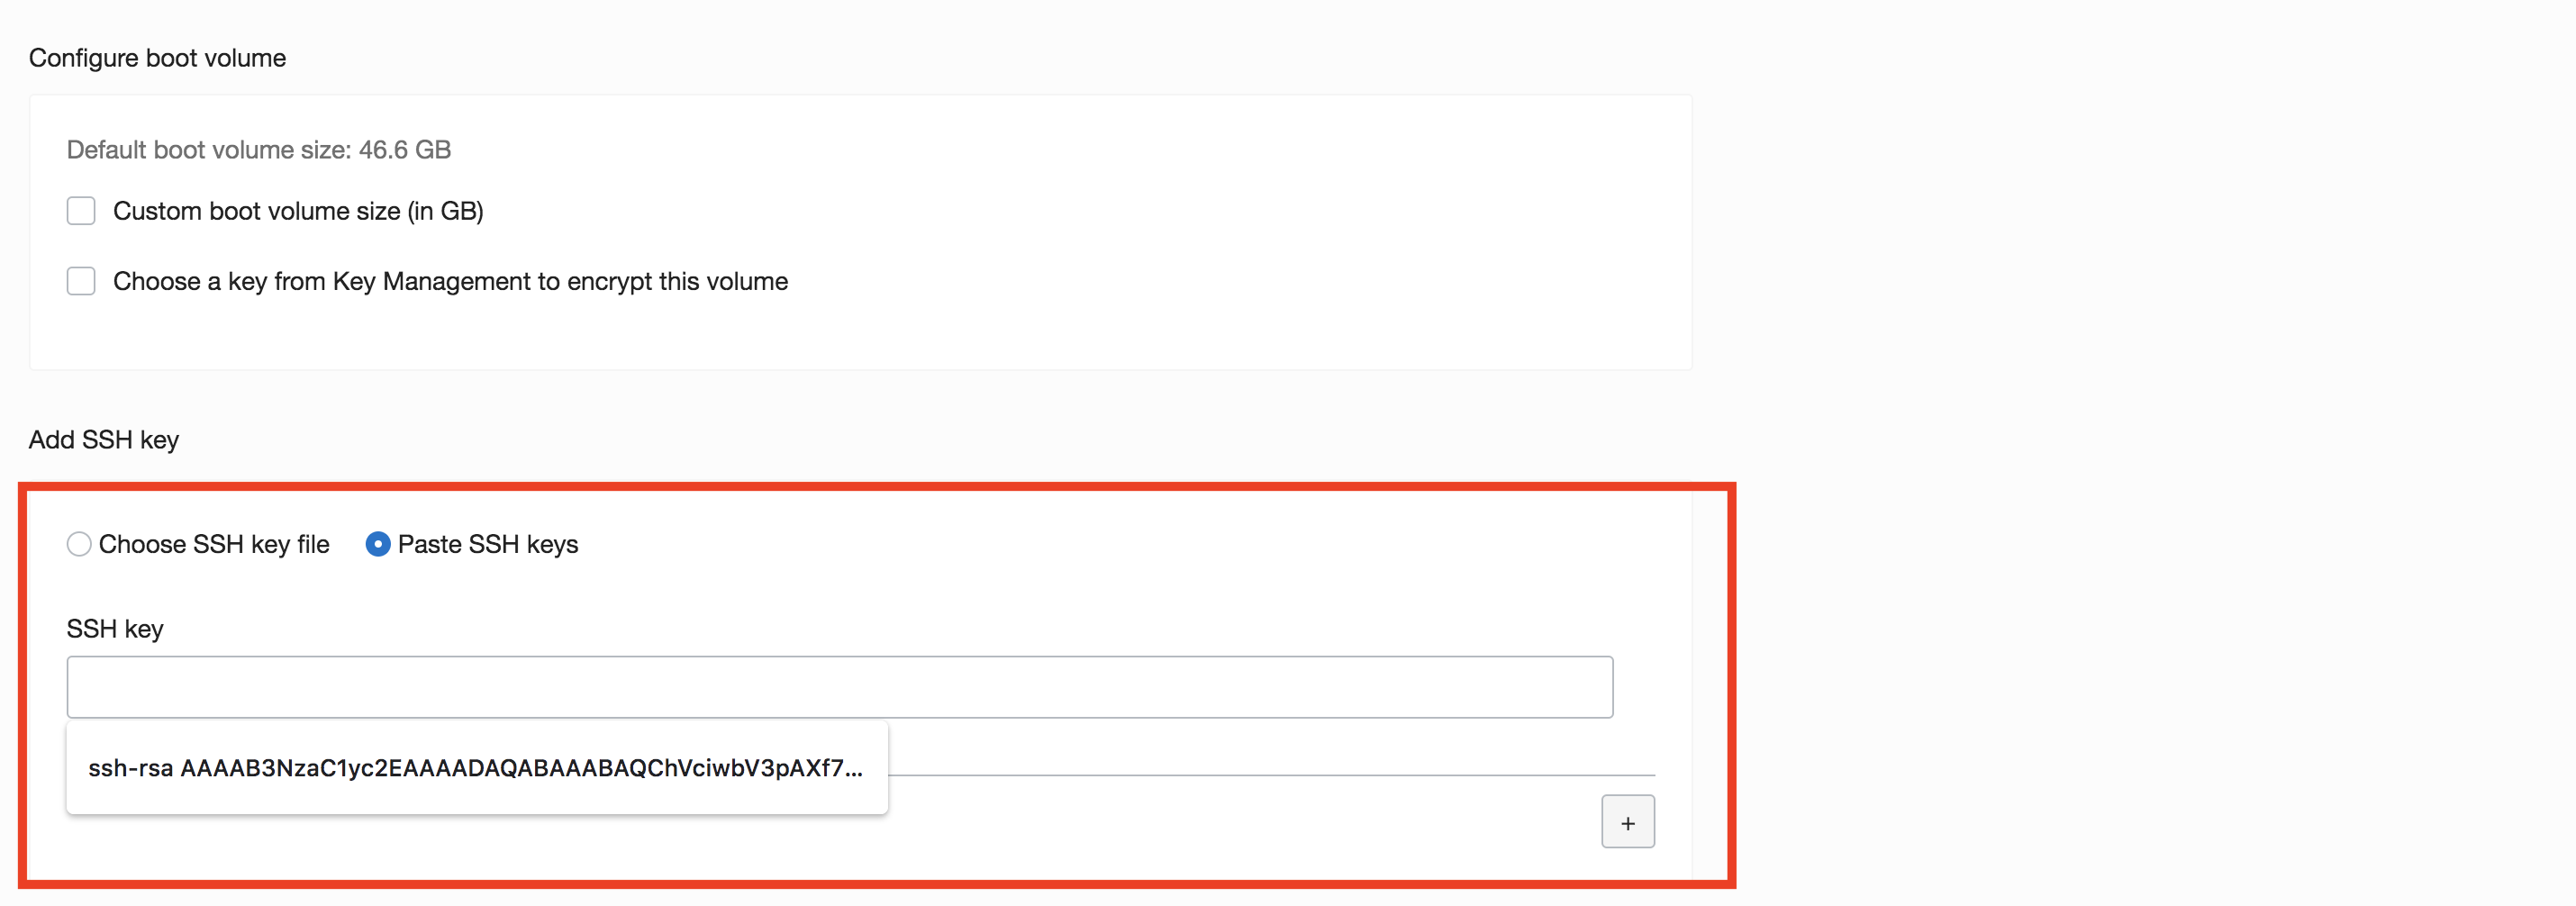 Configure boot volume
Default boot volume size: 46.6 GB
Custom boot volume size (in GB)
Choose a key from Key Management to encrypt this volume
Add SSH key
Choose SSH key file Paste SSH keys
SSH key
ssh-rsa AAAAB3NzaC1yc2EAAAADAQABAAABAQChVciwbV3pAXf7...
+